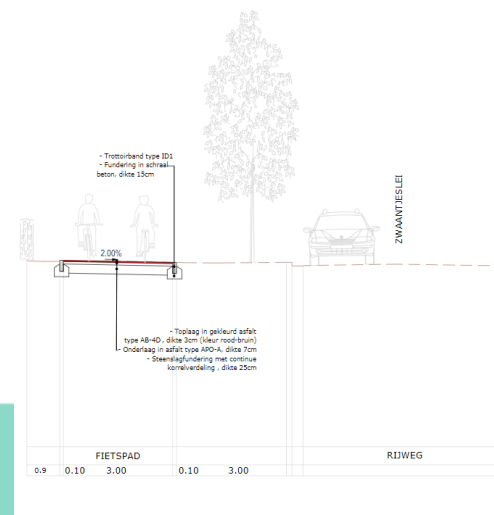 - Trottoirband type ID1
- Fundering in schraal
beton, dikte 15cm
ZWAANTJESLEI
2.00%
- Toplaag in gekleurd asfalt
type AB-4D , dikte 3cm (kleur rood-bruin)
- Onderlaag in asfalt type APO-A, dikte 7cm
- Steenslagfundering met continue
korrelverdeling , dikte 25cm
FIETSPAD
RIJWEG
0.9 0.10 3.00 0.10 3.00